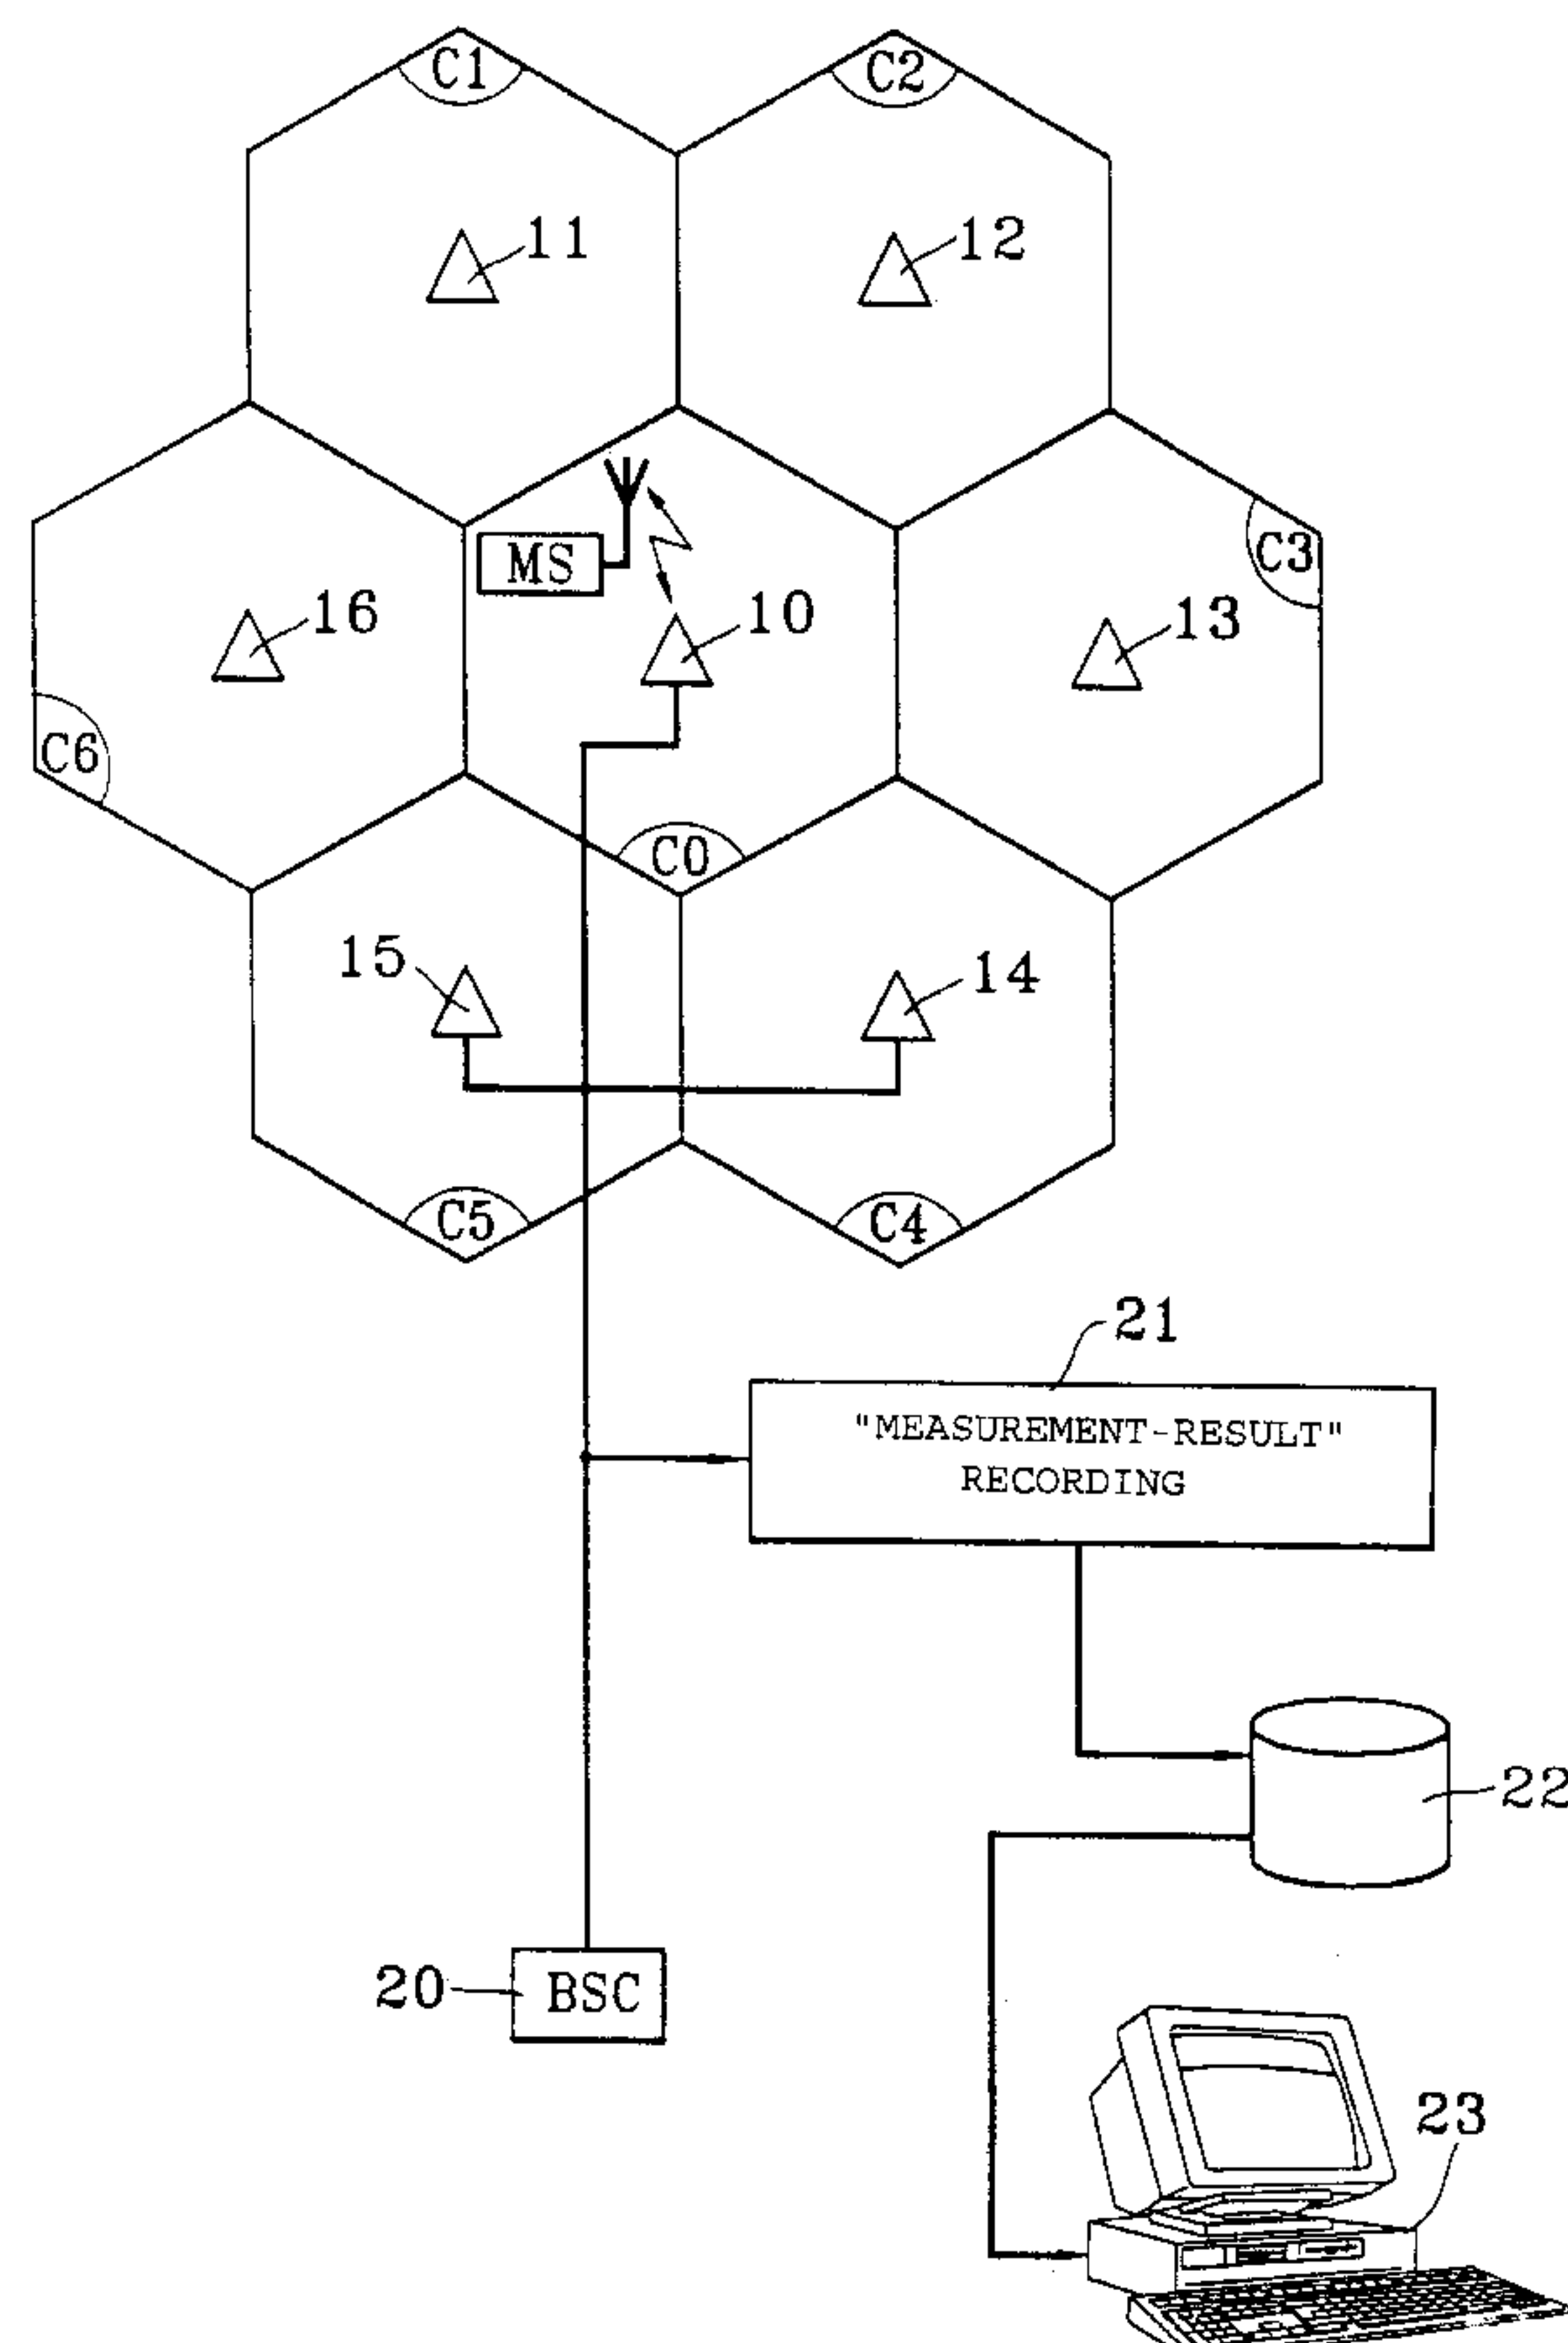 C1
C2
11
12
MS
C3
16
10
13
C6
C0
15
14
C5
C4
21
"MEASUREMENT-RESULT"
RECORDING
22
20
BSC
23